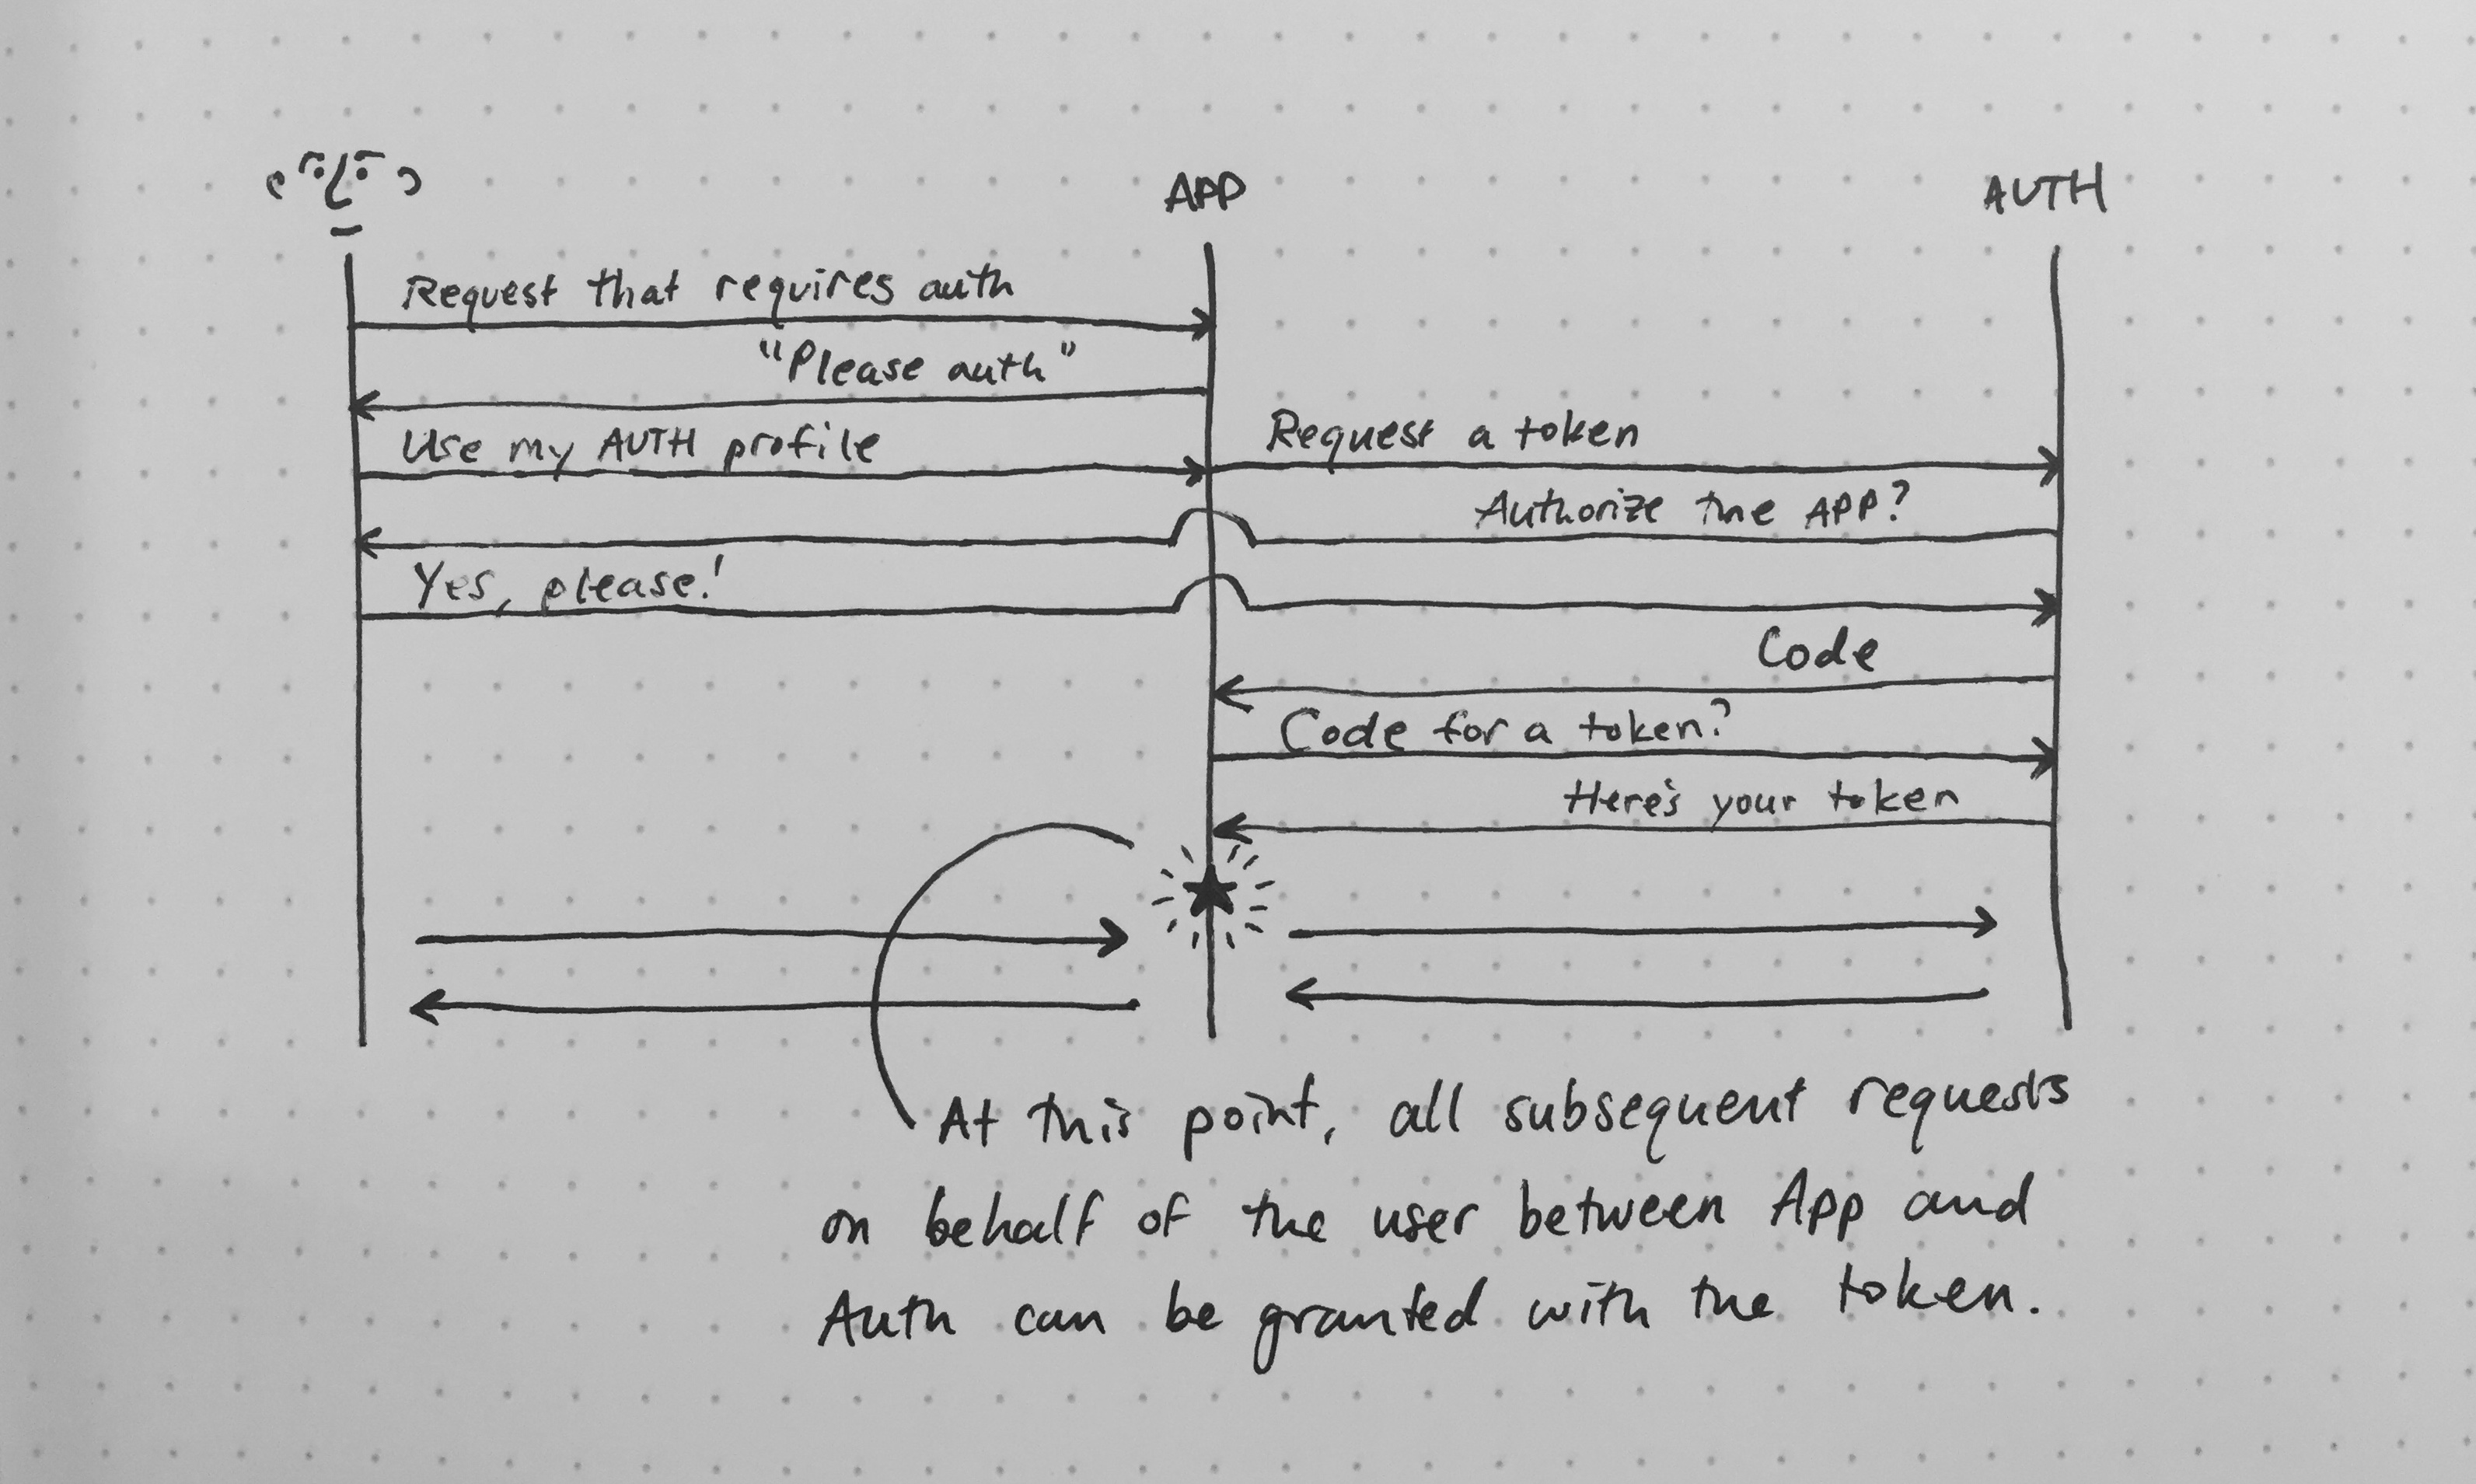 APP
AUTH
Request that requires auth
"Please auth"
Use my AUTH profile
Request a token
Authorize the APP?
Yes, please!
Code
Code for a token?
Here's your token
At this point, all subsequent requests
on behalf of the user between App and
Auth can be granted with the token.